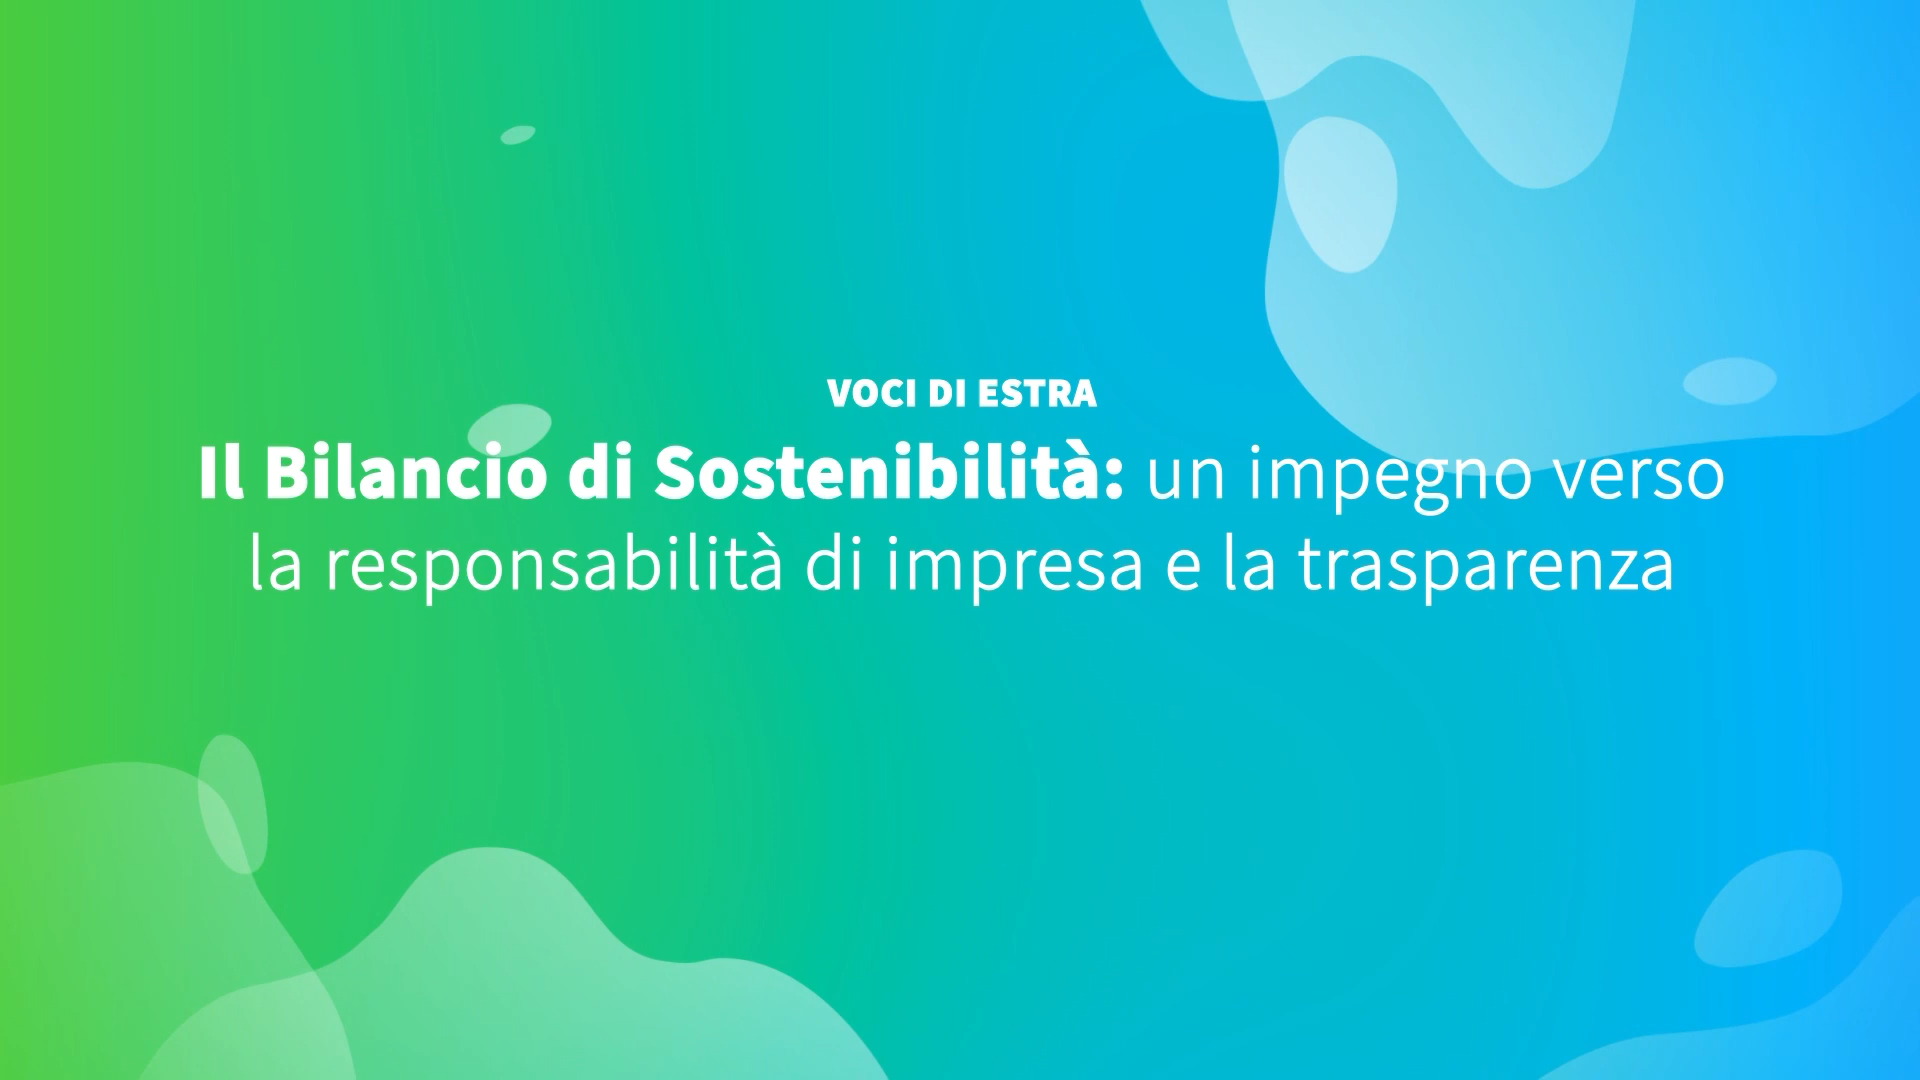 VOCI DI ESTRA
Il Bilancio di Sostenibilità: un impegno verso
la responsabilità di impresa e la trasparenza